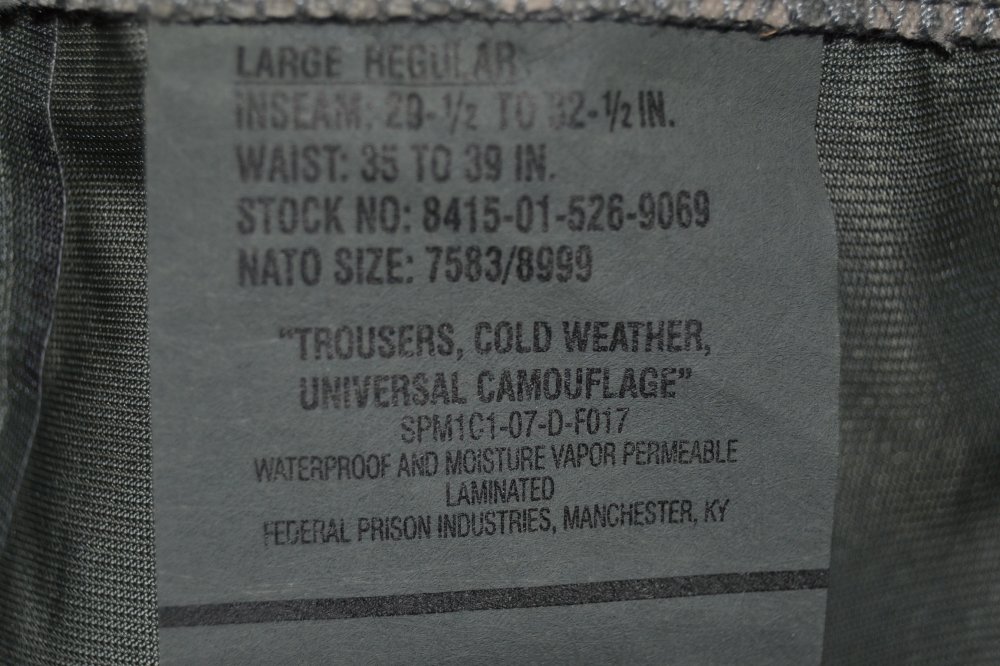 LARGE REGULAR
INSEAM: 29-1/2 TO 32-1/2 IN.
WAIST: 35 TO 39 IN.
STOCK NO: 8415-01-526-9069
NATO SIZE: 7583/8999
"TROUSERS, COLD WEATHER,
UNIVERSAL CAMOUFLAGE"
SPM1C1-07-D-F017
WATERPROOF AND MOISTURE VAPOR PERMEABLE
LAMINATED
FEDERAL PRISON INDUSTRIES, MANCHESTER, KY